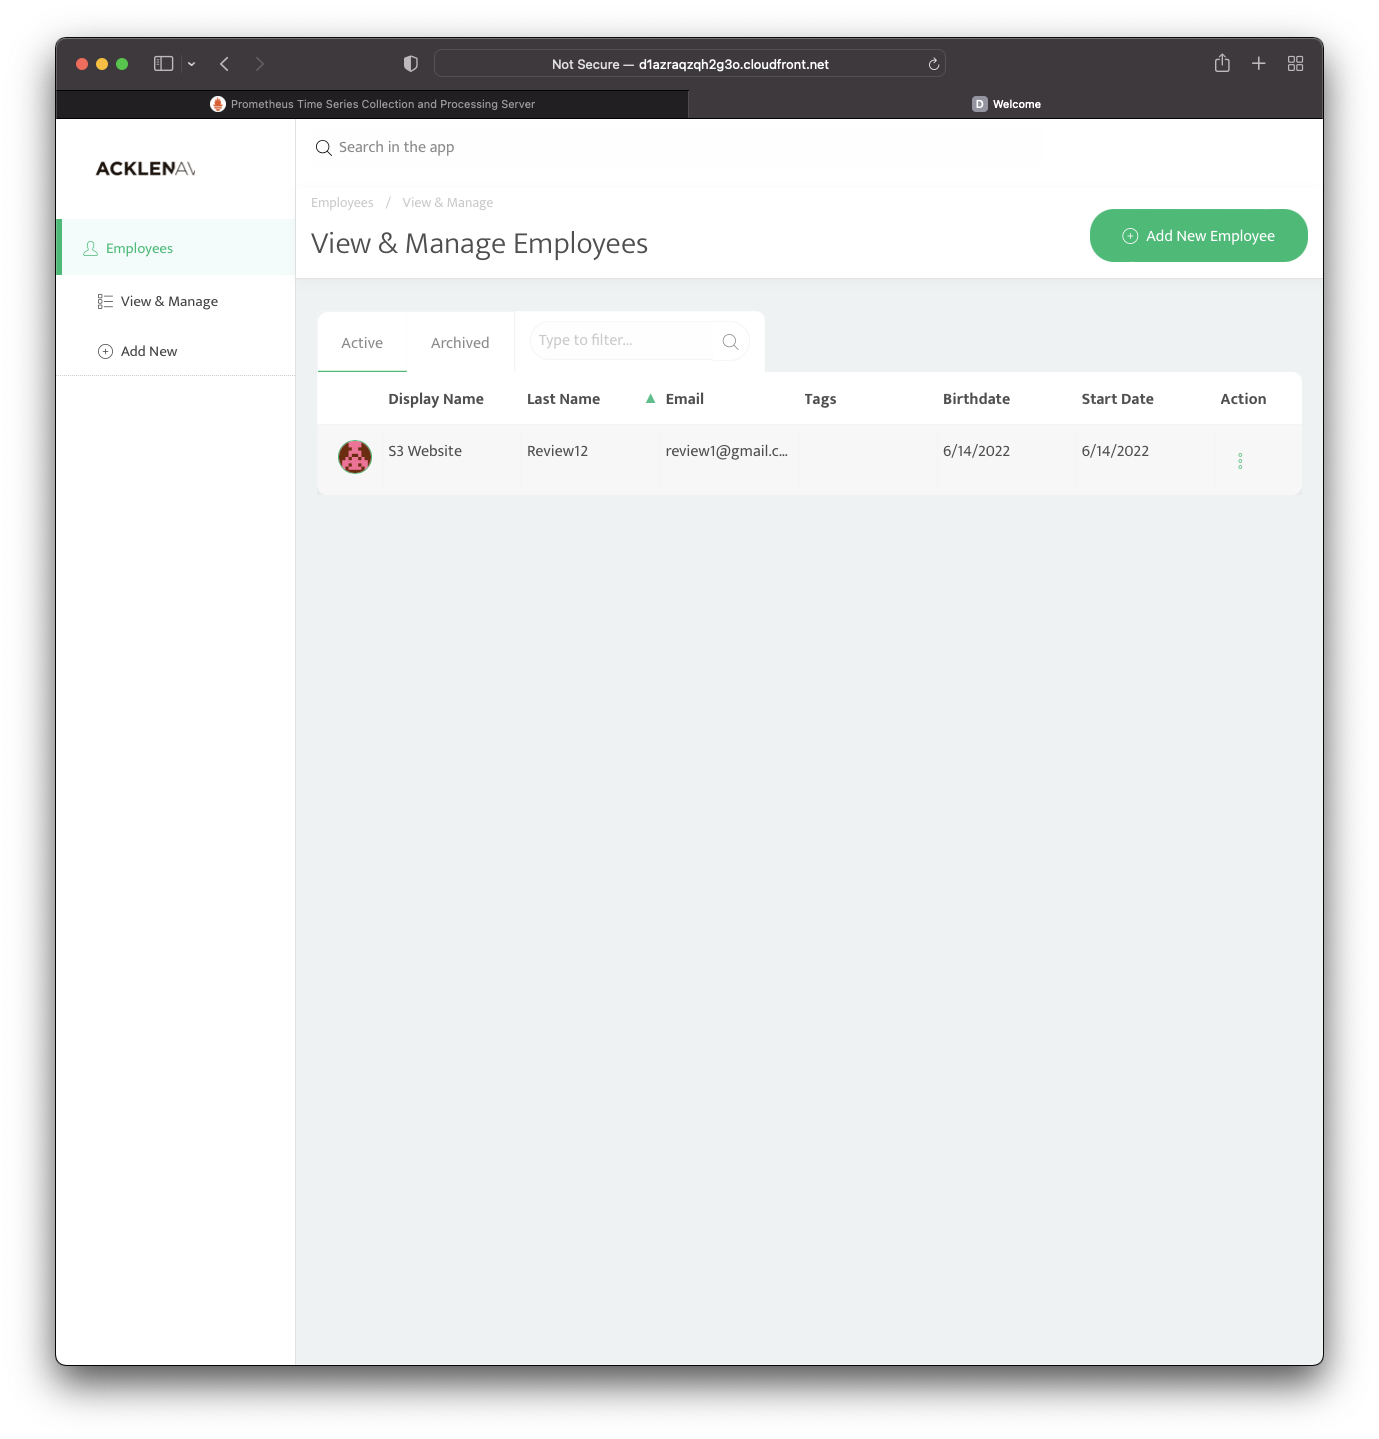 Not Secure — d1azraqzqh2g3o.cloudfront.net
Prometheus Time Series Collection and Processing Server
D Welcome
ACKLENAV
Search in the app
Employees / View & Manage
View & Manage Employees
Add New Employee
Employees
View & Manage
Add New
Active Archived Type to filter...
Display Name Last Name ▲ Email Tags Birthdate Start Date Action
S3 Website Review12 review1@gmail.c... 6/14/2022 6/14/2022